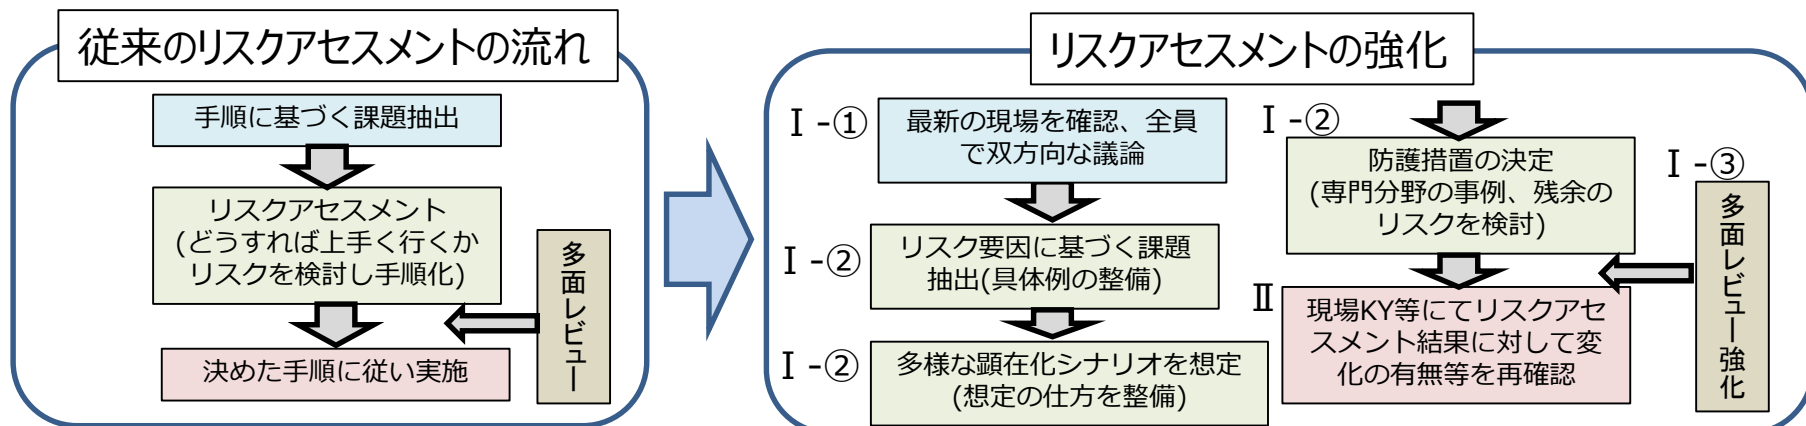 従来のリスクアセスメントの流れ
手順に基づく課題抽出
リスクアセスメント
(どうすれば上手く行くか
リスクを検討し手順化)
多面レビュー
決めた手順に従い実施
リスクアセスメントの強化
Ⅰ-①
最新の現場を確認、全員
で双方向な議論
Ⅰ-②
リスク要因に基づく課題
抽出(具体例の整備)
Ⅰ-②
多様な顕在化シナリオを想定
(想定の仕方を整備)
Ⅰ-②
防護措置の決定
(専門分野の事例、残余の
リスクを検討)
Ⅰ-③
多面レビュー強化
Ⅱ
現場KY等にてリスクアセ
スメント結果に対して変
化の有無等を再確認